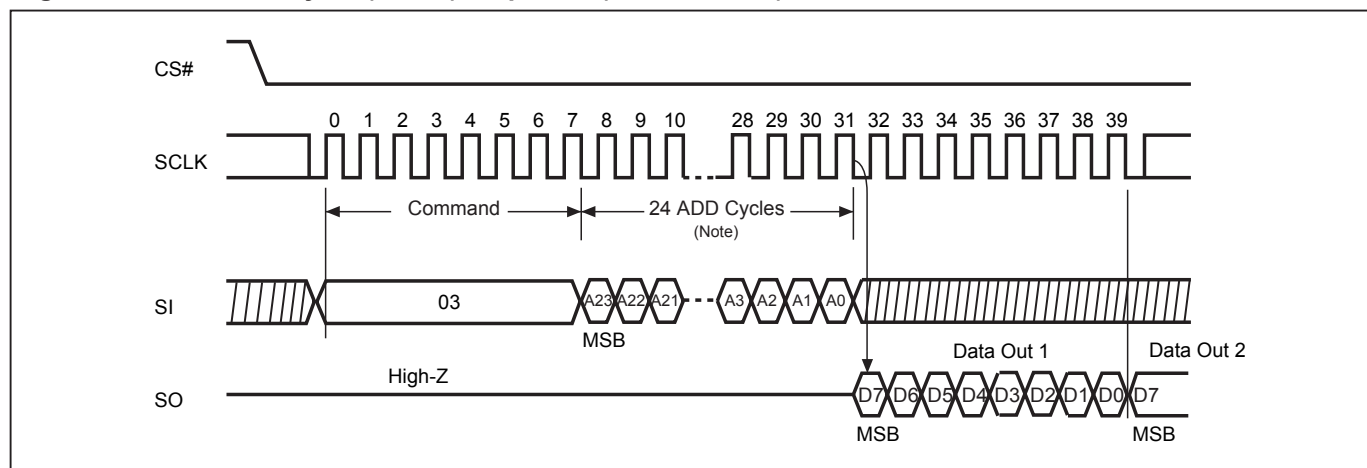 CS#
0 1 2 3 4 5 6 7 8 9 10 28 29 30 31 32 33 34 35 36 37 38 39
SCLK
Command 24 ADD Cycles
(Note)
SI 03 A23 A22 A21 A3 A2 A1 A0
MSB
Data Out 1 Data Out 2
High-Z
SO D7 D6 D5 D4 D3 D2 D1 D0 D7
MSB MSB